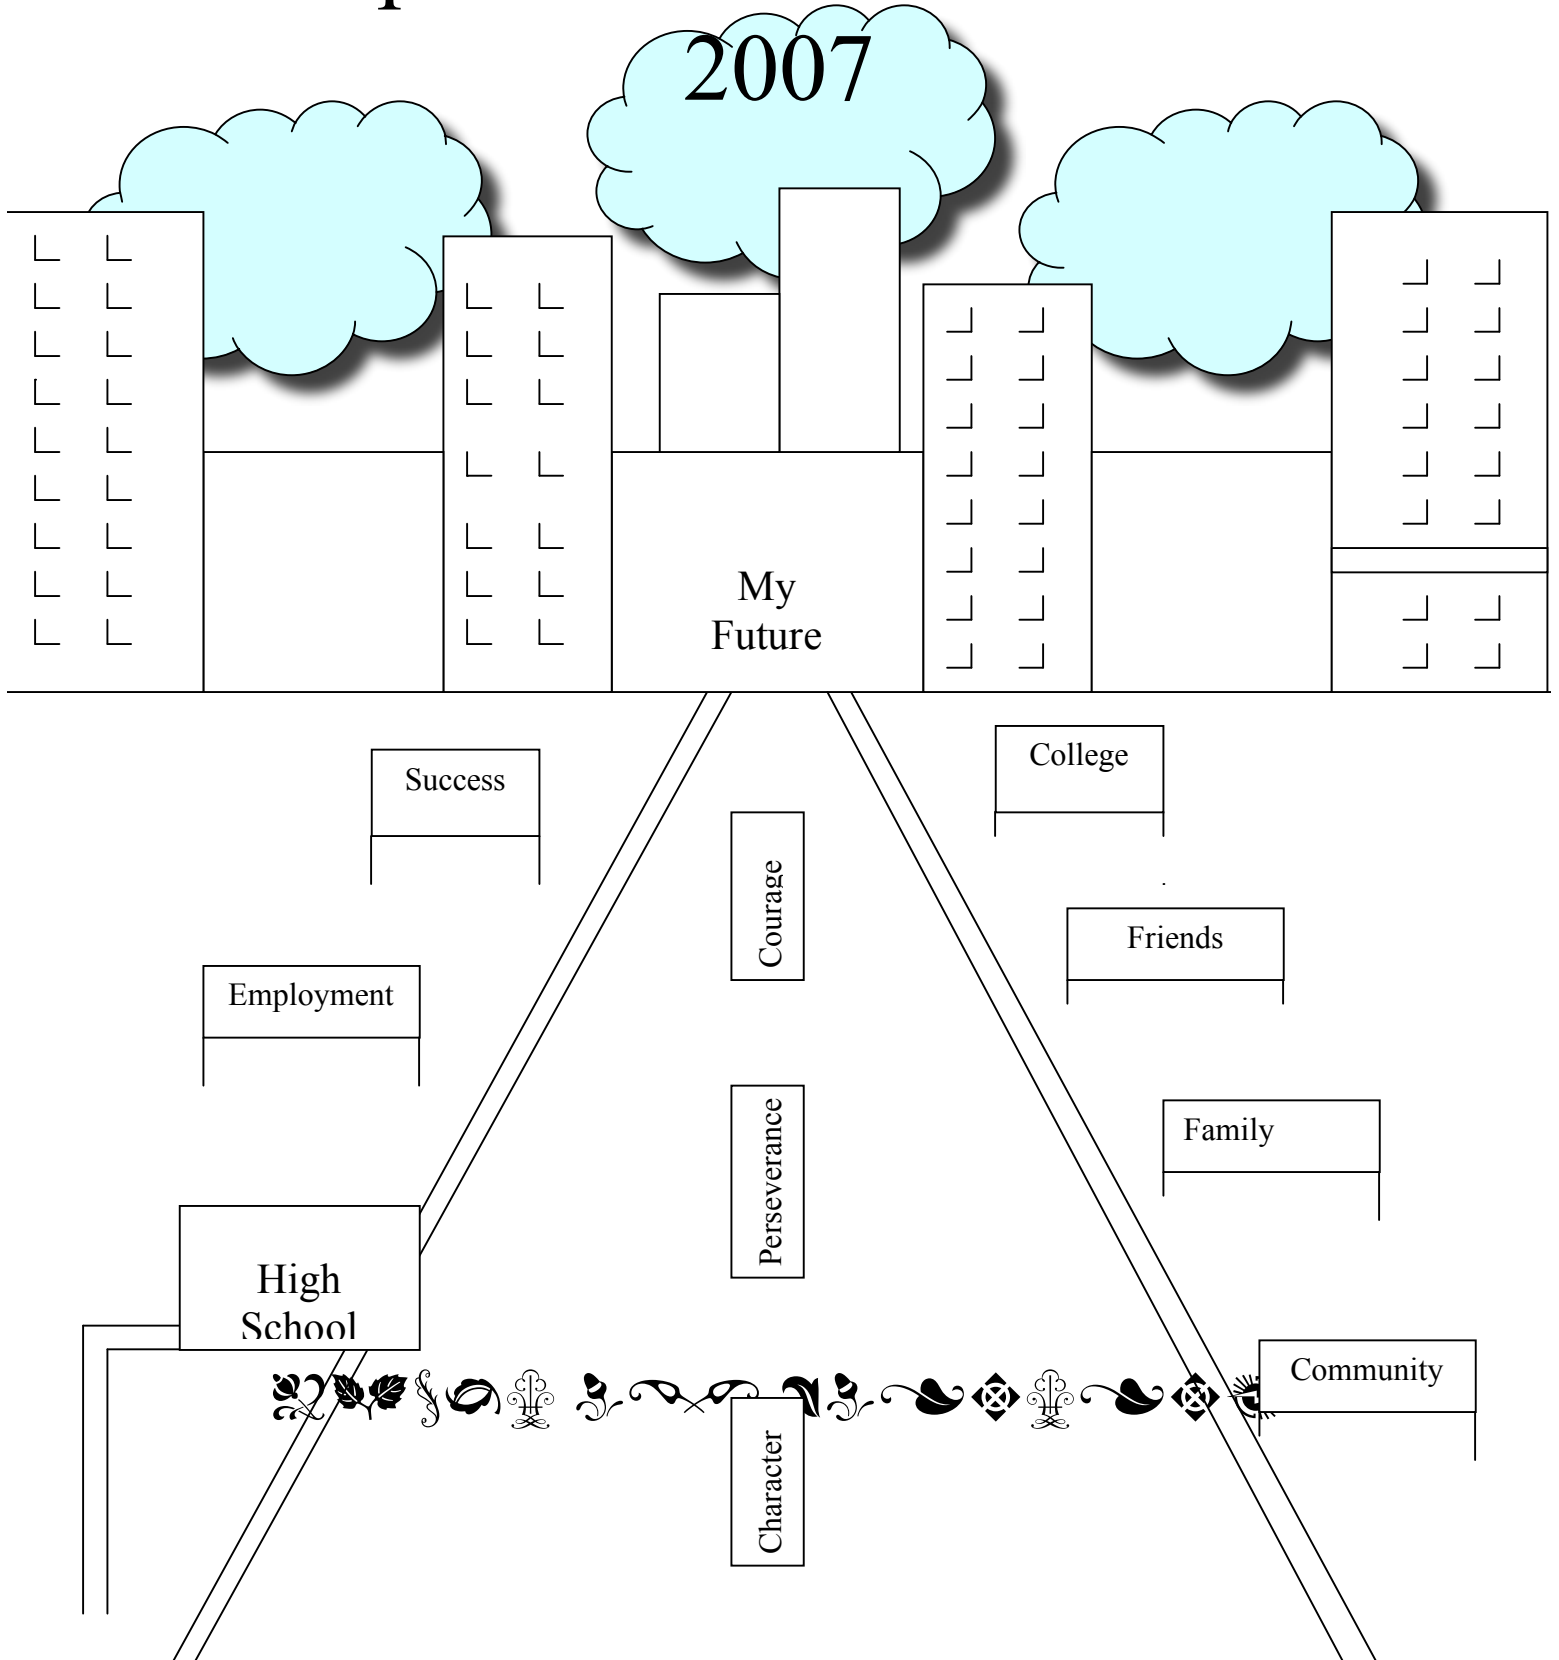 2007
My
Future
College
Success
Courage
Friends
Employment
Perseverance
Family
High
School
Community
Character